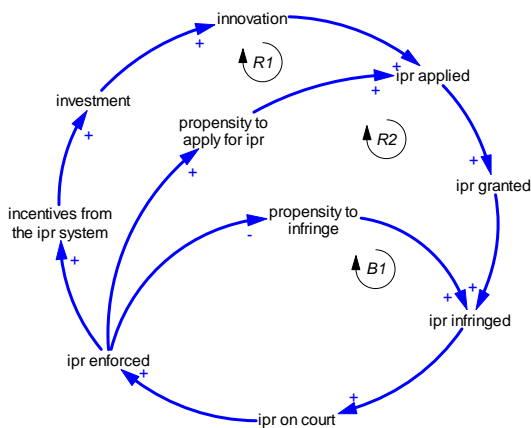 innovation
+
R1
+
ipr applied
+
investment
+
propensity to
apply for ipr
+
R2
+
ipr granted
incentives from
the ipr system
+
propensity to
infringe
-
B1
+
+
ipr infringed
ipr enforced
+
+
ipr on court